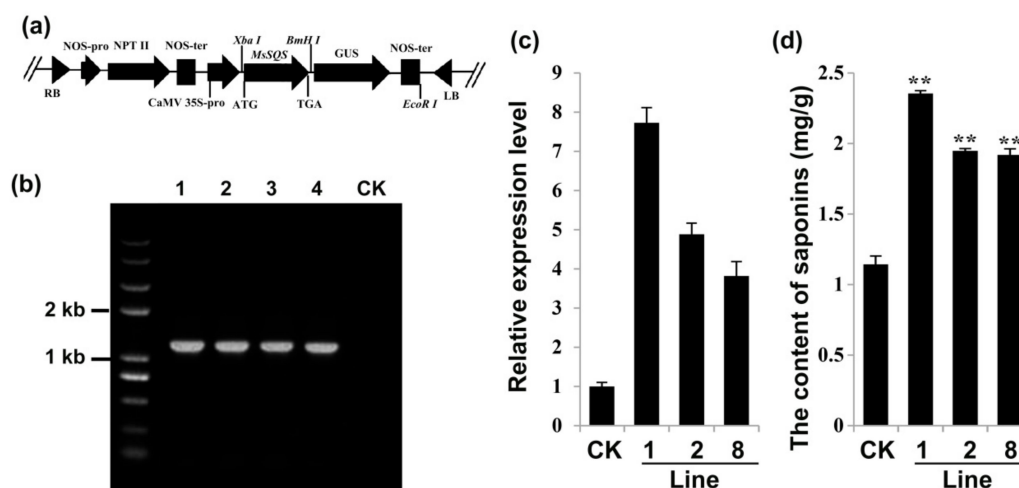 (a)
Xba I
BmH I
NOS-pro
NPT II
NOS-ter
MsSQS
GUS
NOS-ter
RB
CaMV 35S-pro
ATG
TGA
EcoR I
LB
(b)
1 2 3 4 CK
2 kb
1 kb
(c)
Relative expression level
9
8
7
6
5
4
3
2
1
0
CK 1 2 8
Line
(d)
The content of saponins (mg/g)
2.5
2
1.5
1
0.5
0
**
**
**
CK 1 2 8
Line